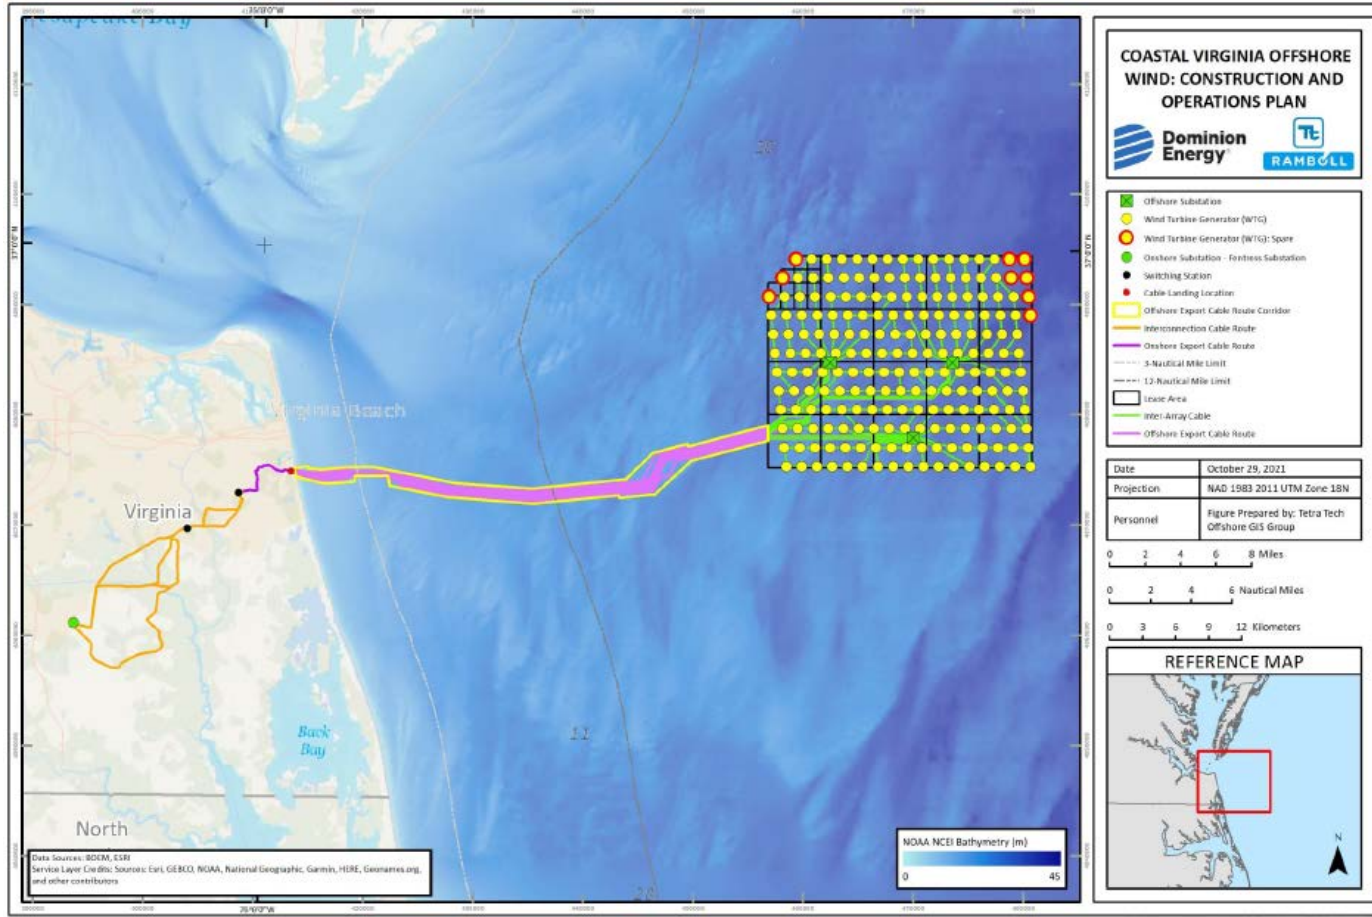 COASTAL VIRGINIA OFFSHORE
WIND: CONSTRUCTION AND
OPERATIONS PLAN
Dominion
Energy
Tt
RAMBOLL
Offshore Substation
Wind Turbine Generator (WTG)
Wind Turbine Generator (WTG): Spare
Onshore Substation - Fentress Substation
Switching Station
Cable Landing Location
Offshore Export Cable Route Corridor
Interconnection Cable Route
Onshore Export Cable Route
3-Nautical Mile Limit
12-Nautical Mile Limit
Lease Area
Inter-Array Cable
Offshore Export Cable Route
Date October 29, 2021
Projection NAD 1983 2011 UTM Zone 18N
Personnel Figure Prepared by: Tetra Tech
Offshore GIS Group
0 2 4 6 8 Miles
0 2 4 6 Nautical Miles
0 3 6 9 12 Kilometers
REFERENCE MAP
N
Bay
Virginia Beach
Virginia
Back
Bay
North
11
NOAA NCEI Bathymetry (m)
0 45
Data Sources: BOEM, ESRI
Service Layer Credits: Sources: Esri, GEBCO, NOAA, National Geographic, Garmin, HERE, Geonames.org,
and other contributors